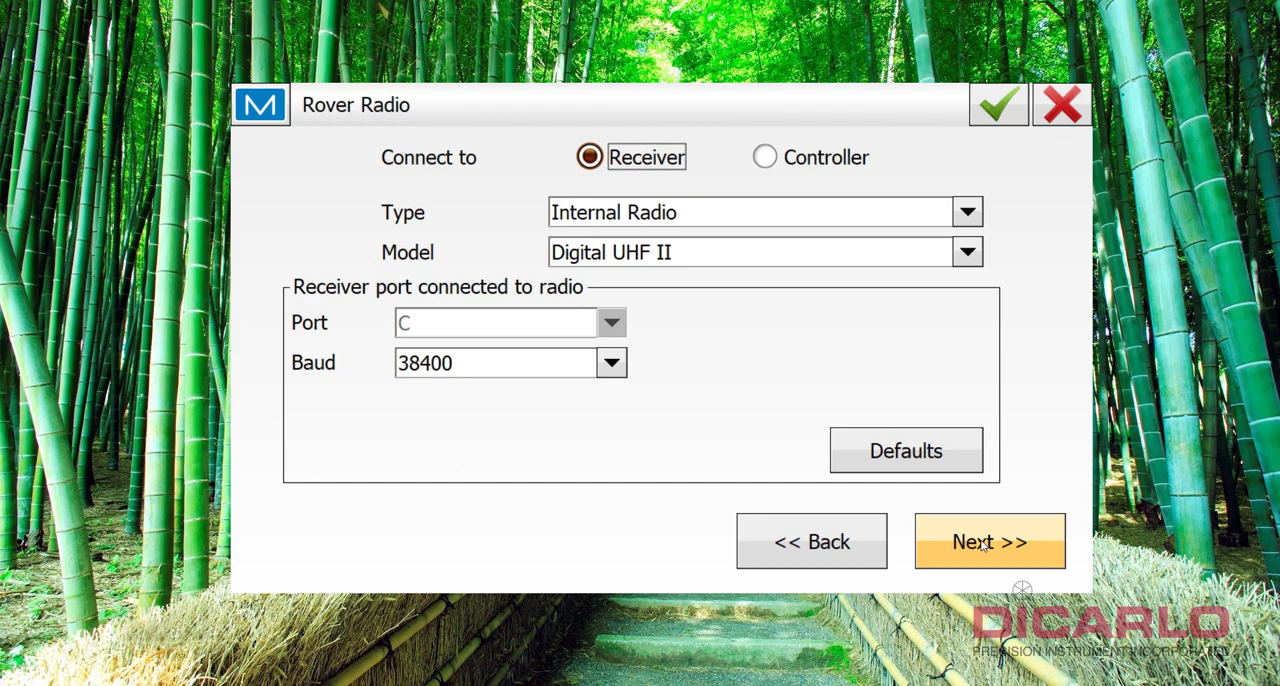 Rover Radio
Connect to Receiver Controller
Type Internal Radio
Model Digital UHF II
Receiver port connected to radio
Port C
Baud 38400
Defaults
<< Back Next >>
DICARLO
PRECISION INSTRUMENT INCORPORATED